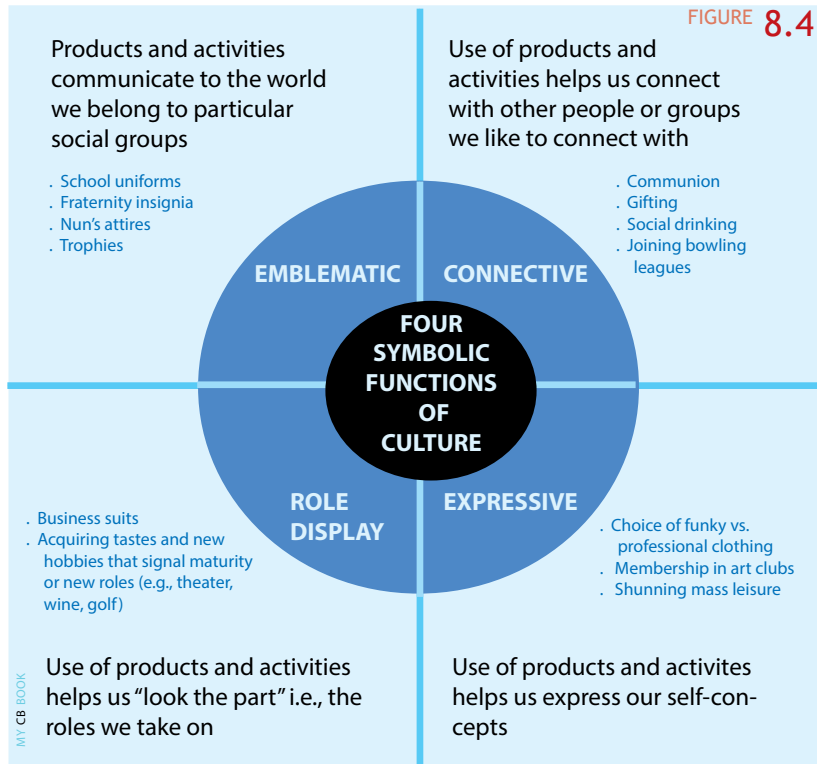 FIGURE 8.4
Products and activities
communicate to the world
we belong to particular
social groups
. School uniforms
. Fraternity insignia
. Nun's attires
. Trophies
Use of products and
activities helps us connect
with other people or groups
we like to connect with
. Communion
. Gifting
. Social drinking
. Joining bowling
leagues
EMBLEMATIC
CONNECTIVE
FOUR
SYMBOLIC
FUNCTIONS
OF
CULTURE
ROLE
DISPLAY
EXPRESSIVE
. Business suits
. Acquiring tastes and new
hobbies that signal maturity
or new roles (e.g., theater,
wine, golf)
Use of products and activities
helps us "look the part" i.e., the
roles we take on
. Choice of funky vs.
professional clothing
. Membership in art clubs
. Shunning mass leisure
Use of products and activites
helps us express our self-con-
cepts
MY CB BOOK